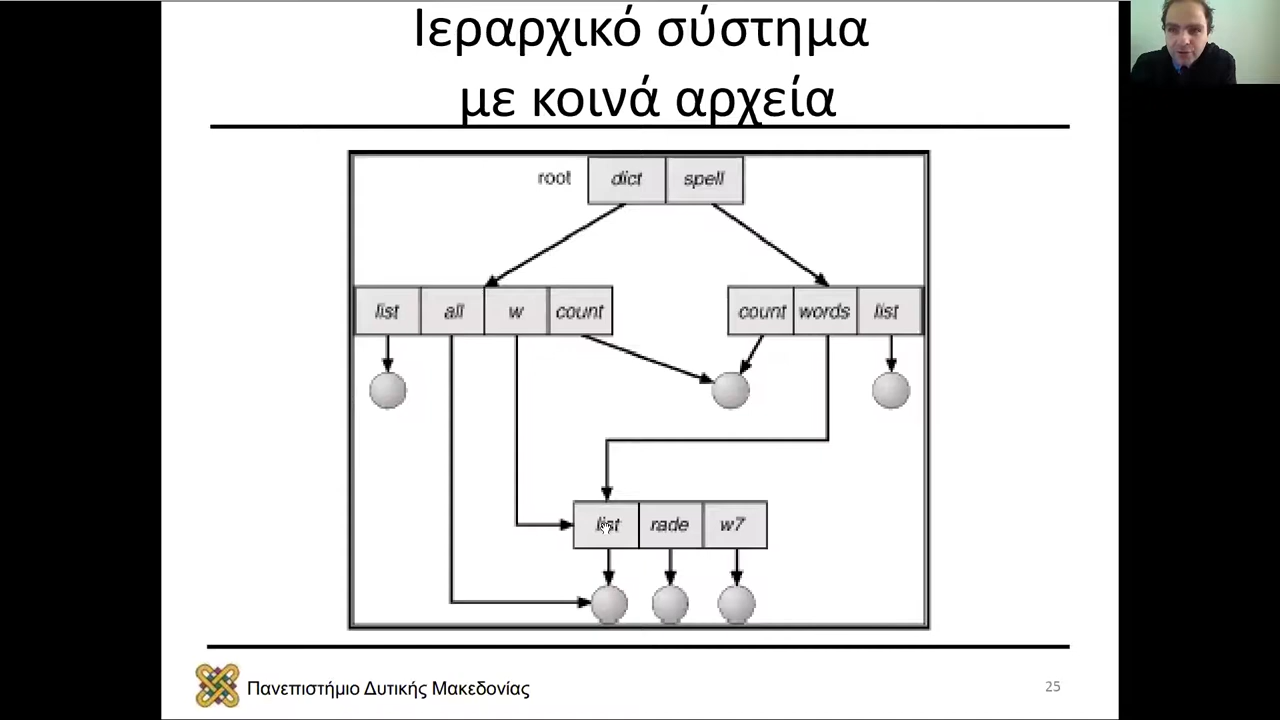 Ιεραρχικό σύστημα
με κοινά αρχεία
root dict spell
list all w count count words list
list rade w7
Πανεπιστήμιο Δυτικής Μακεδονίας 25